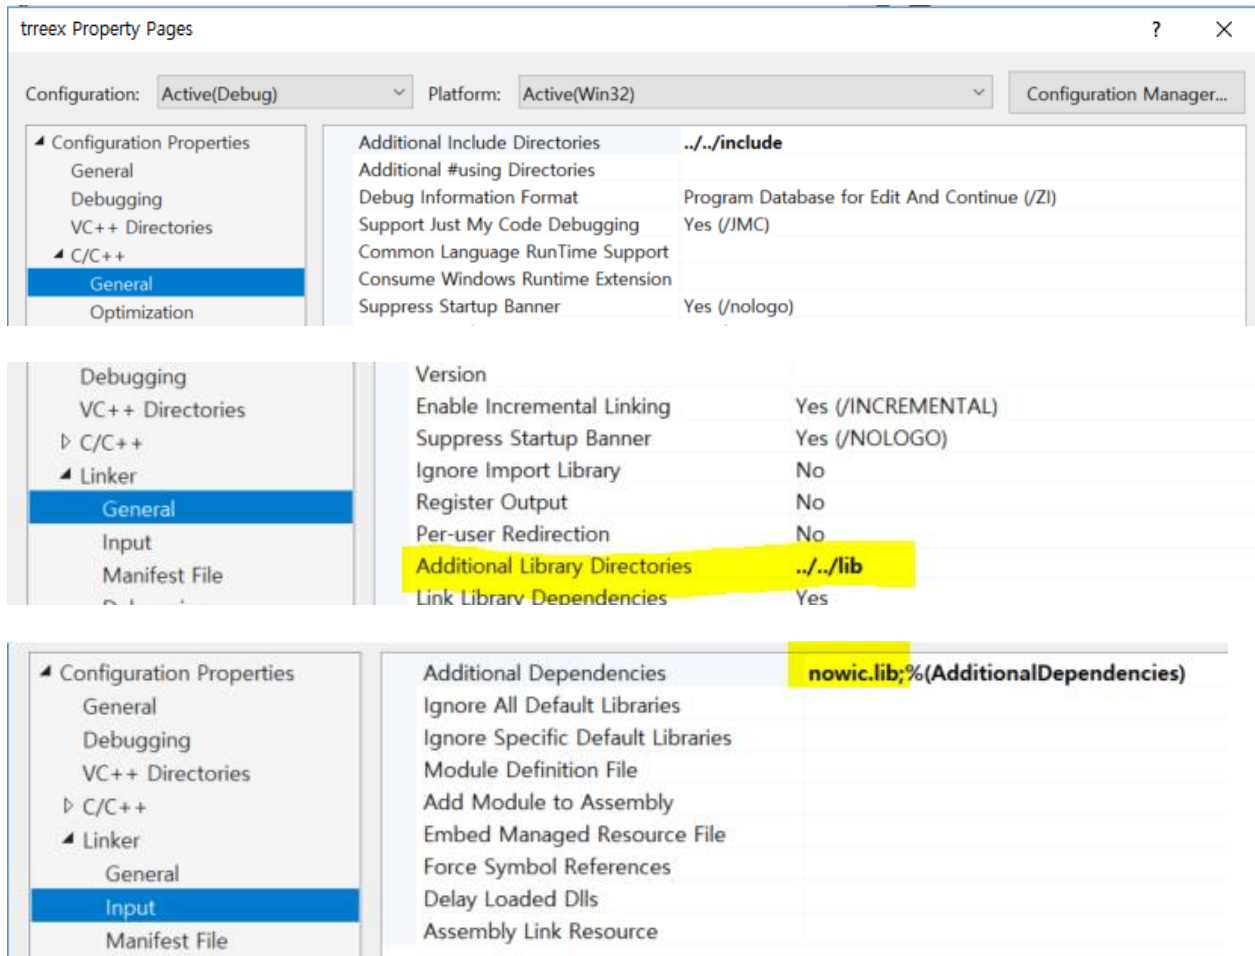 trreex Property Pages ? ×
Configuration: Active(Debug) Platform: Active(Win32) Configuration Manager...
Configuration Properties
General
Debugging
VC++ Directories
C/C++
General
Optimization
Additional Include Directories ../../include
Additional #using Directories
Debug Information Format Program Database for Edit And Continue (/ZI)
Support Just My Code Debugging Yes (/JMC)
Common Language RunTime Support
Consume Windows Runtime Extension
Suppress Startup Banner Yes (/nologo)
Debugging
VC++ Directories
C/C++
Linker
General
Input
Manifest File
Version
Enable Incremental Linking Yes (/INCREMENTAL)
Suppress Startup Banner Yes (/NOLOGO)
Ignore Import Library No
Register Output No
Per-user Redirection No
Additional Library Directories ../../lib
Link Library Dependencies Yes
Configuration Properties
General
Debugging
VC++ Directories
C/C++
Linker
General
Input
Manifest File
Additional Dependencies nowic.lib;%(AdditionalDependencies)
Ignore All Default Libraries
Ignore Specific Default Libraries
Module Definition File
Add Module to Assembly
Embed Managed Resource File
Force Symbol References
Delay Loaded Dlls
Assembly Link Resource